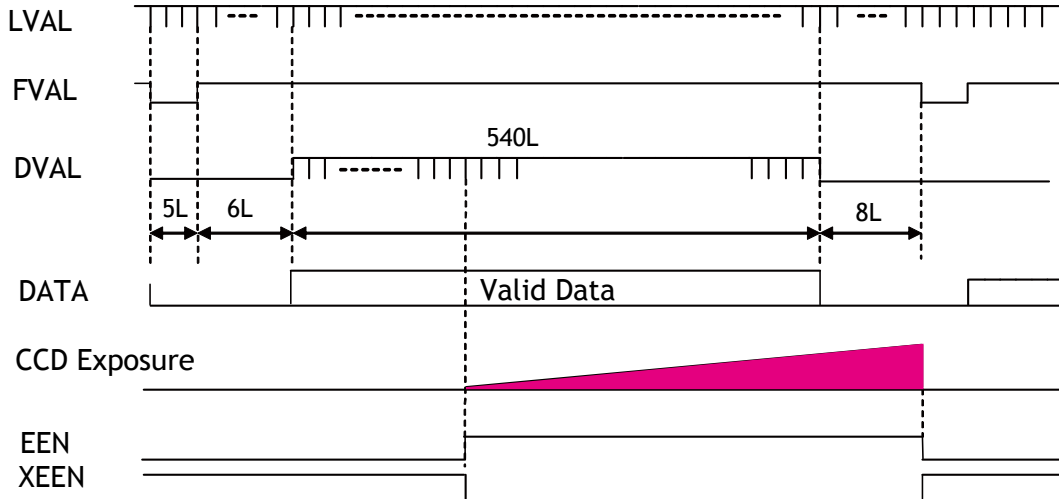 LVAL
FVAL
540L
DVAL
5L 6L 8L
DATA Valid Data
CCD Exposure
EEN
XEEN